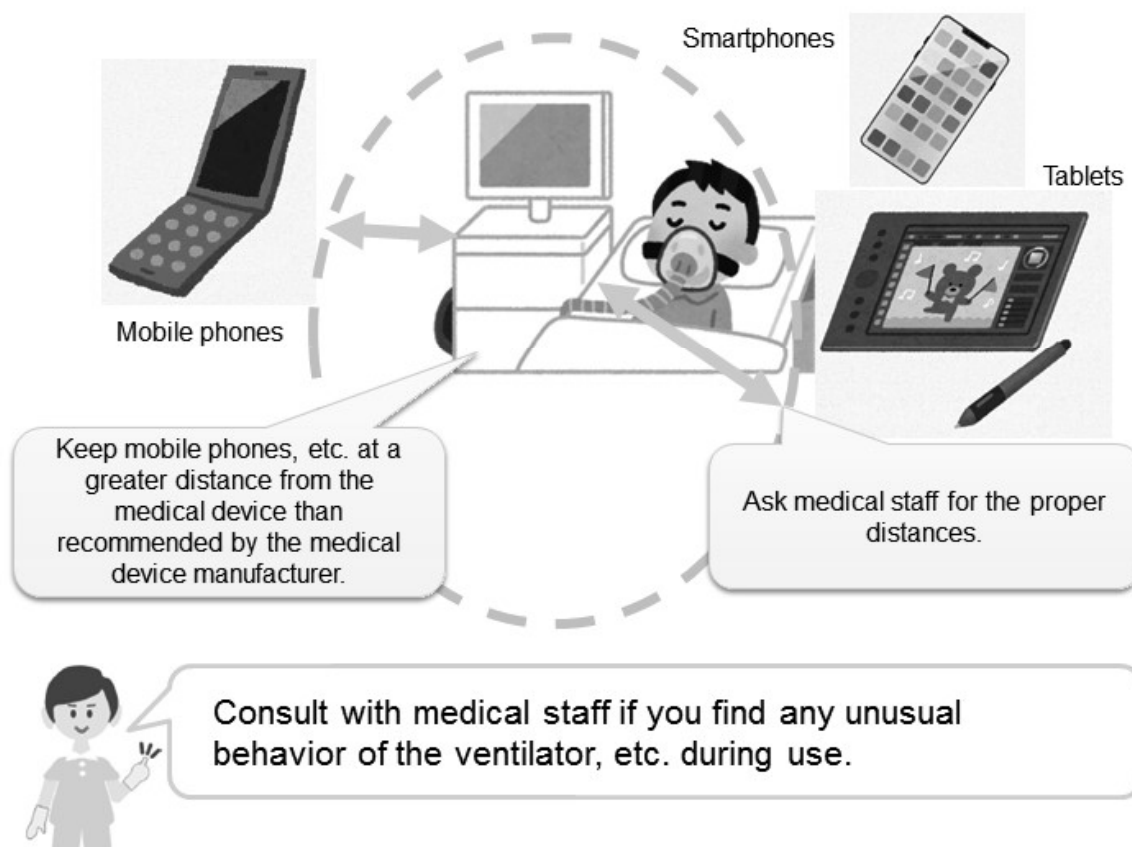 Smartphones
Tablets
Mobile phones
Keep mobile phones, etc. at a
greater distance from the
medical device than
recommended by the medical
device manufacturer.
Ask medical staff for the proper
distances.
Consult with medical staff if you find any unusual
behavior of the ventilator, etc. during use.